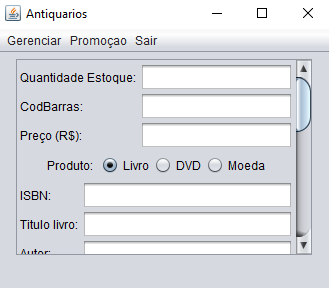 Antiquarios
Gerenciar Promoçao Sair
Quantidade Estoque:
CodBarras:
Preço (R$):
Produto: Livro DVD Moeda
ISBN:
Titulo livro:
Autor: